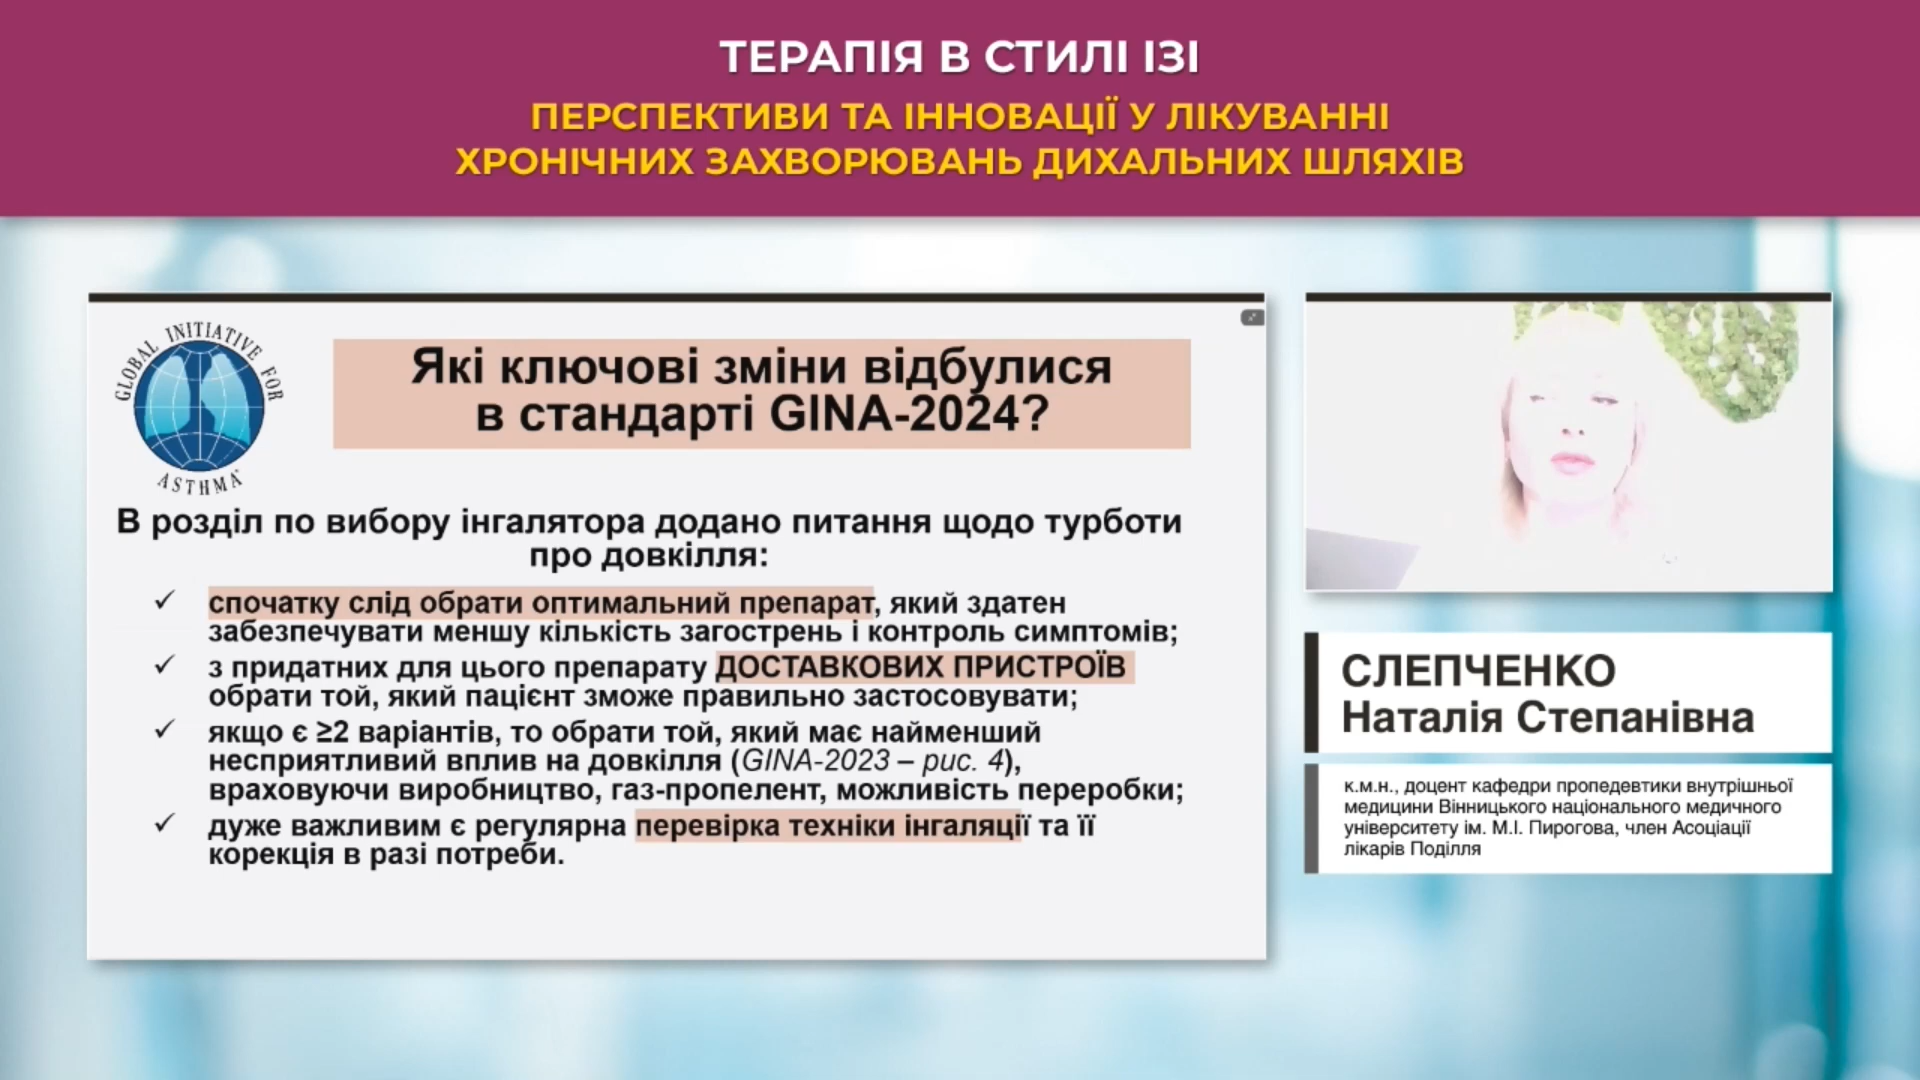 ТЕРАПІЯ В СТИЛІ ІЗІ
ПЕРСПЕКТИВИ ТА ІННОВАЦІЇ У ЛІКУВАННІ
ХРОНІЧНИХ ЗАХВОРЮВАНЬ ДИХАЛЬНИХ ШЛЯХІВ
GLOBAL INITIATIVE FOR
ASTHMA
Які ключові зміни відбулися
в стандарті GINA-2024?
В розділ по вибору інгалятора додано питання щодо турботи
про довкілля:
✓ спочатку слід обрати оптимальний препарат, який здатен
забезпечувати меншу кількість загострень і контроль симптомів;
✓ з придатних для цього препарату ДОСТАВКОВИХ ПРИСТРОЇВ
обрати той, який пацієнт зможе правильно застосовувати;
✓ якщо є ≥2 варіантів, то обрати той, який має найменший
несприятливий вплив на довкілля (GINA-2023 – рис. 4),
враховуючи виробництво, газ-пропелент, можливість переробки;
✓ дуже важливим є регулярна перевірка техніки інгаляції та її
корекція в разі потреби.
СЛЕПЧЕНКО
Наталія Степанівна
к.м.н., доцент кафедри пропедевтики внутрішньої
медицини Вінницького національного медичного
університету ім. М.І. Пирогова, член Асоціації
лікарів Поділля